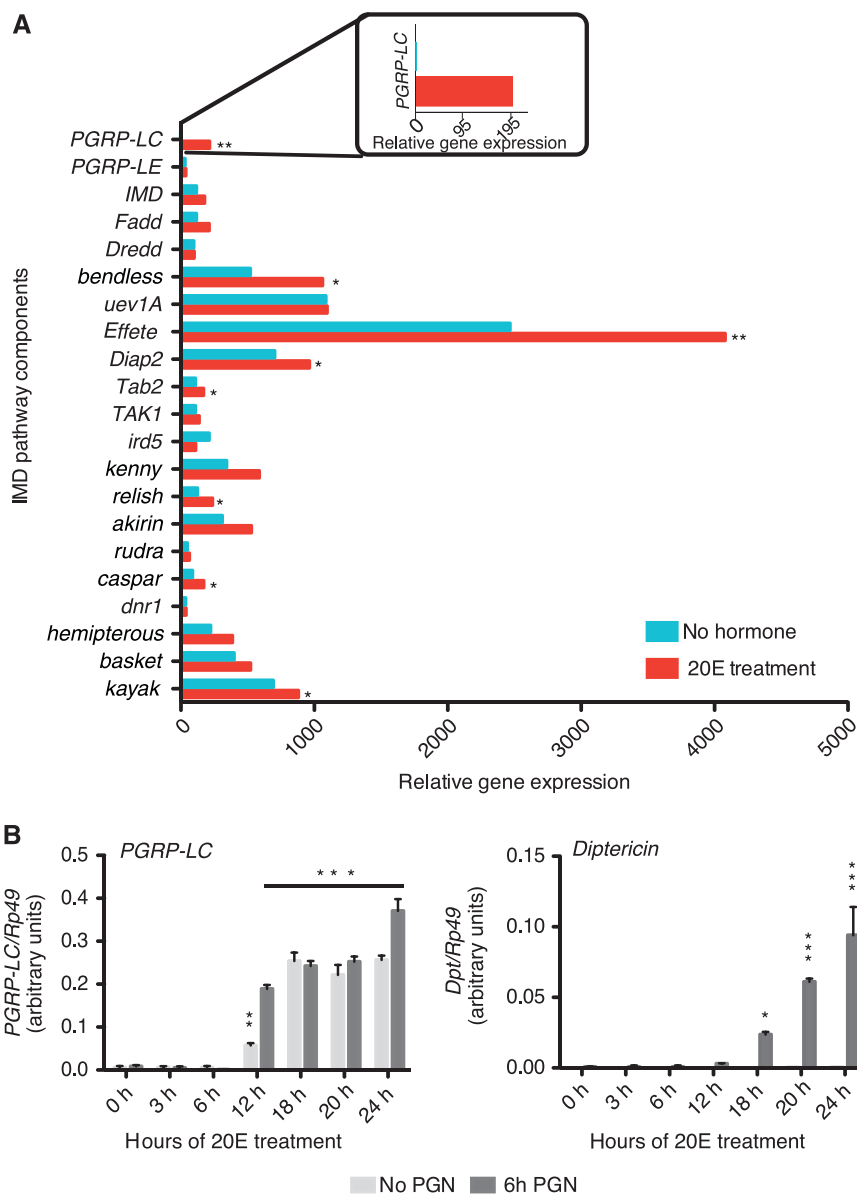 A
PGRP-LC
0
95
195
Relative gene expression
IMD pathway components
PGRP-LC
**
PGRP-LE
IMD
Fadd
Dredd
bendless
*
uev1A
Effete
**
Diap2
*
Tab2
*
TAK1
ird5
kenny
relish
*
akirin
rudra
caspar
*
dnr1
hemipterous
basket
kayak
*
No hormone
20E treatment
0
1000
2000
3000
4000
5000
Relative gene expression
B
PGRP-LC
PGRP-LC/Rp49
(arbitrary units)
0.5
0.4
0.3
0.2
0.1
0.0
**
***
0 h
3 h
6 h
12 h
18 h
20 h
24 h
Hours of 20E treatment
Diptericin
Dpt/Rp49
(arbitrary units)
0.15
0.10
0.05
0.00
*
***
***
0 h
3 h
6 h
12 h
18 h
20 h
24 h
Hours of 20E treatment
No PGN
6h PGN